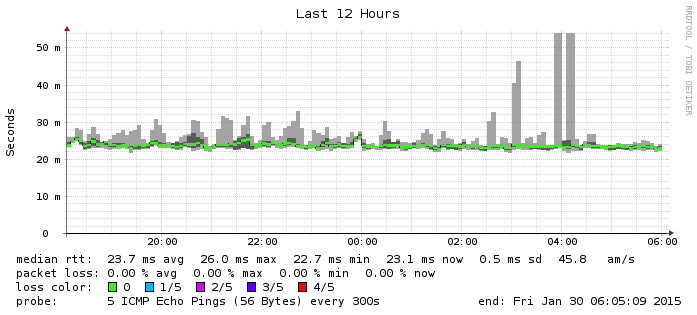 Last 12 Hours
RRDTOOL / TOBI OETIKER
Seconds
50 m
40 m
30 m
20 m
10 m
0
20:00 22:00 00:00 02:00 04:00 06:00
median rtt: 23.7 ms avg 26.0 ms max 22.7 ms min 23.1 ms now 0.5 ms sd 45.8 am/s
packet loss: 0.00 % avg 0.00 % max 0.00 % min 0.00 % now
loss color: 0 1/5 2/5 3/5 4/5
probe: 5 ICMP Echo Pings (56 Bytes) every 300s end: Fri Jan 30 06:05:09 2015